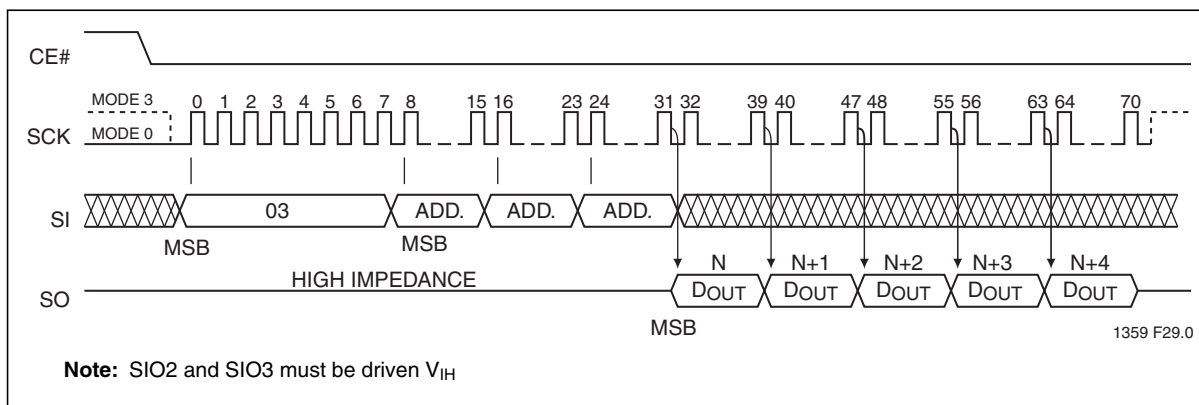 CE#
MODE 3
0 1 2 3 4 5 6 7 8 15 16 23 24 31 32 39 40 47 48 55 56 63 64 70
SCK
MODE 0
SI
03 ADD. ADD. ADD.
MSB MSB
N N+1 N+2 N+3 N+4
HIGH IMPEDANCE
SO
DOUT DOUT DOUT DOUT DOUT
MSB
1359 F29.0
Note: SIO2 and SIO3 must be driven VIH